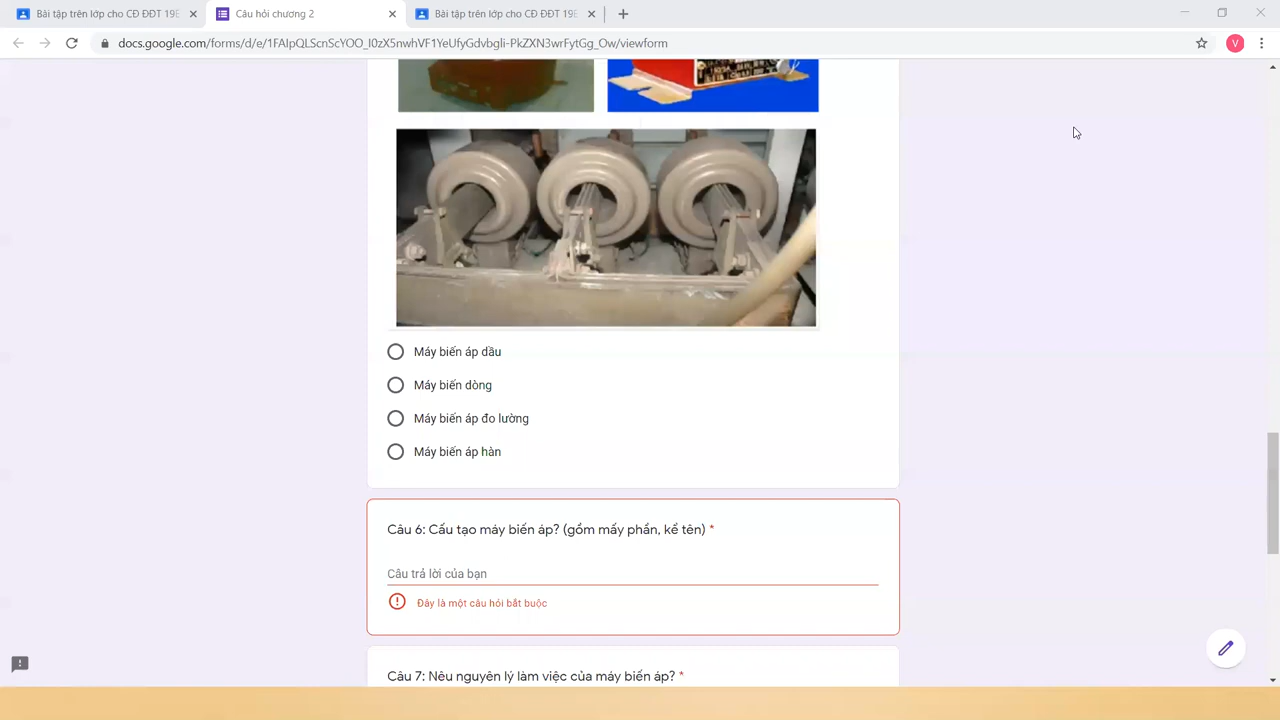 Bài tập trên lớp cho CĐ ĐĐT 19E
Câu hỏi chương 2
Bài tập trên lớp cho CĐ ĐĐT 19E
docs.google.com/forms/d/e/1FAIpQLScnScYOO_I0zX5nwhVF1YeUfyGdvbgli-PkZXN3wrFytGg_Ow/viewform
V
Máy biến áp dầu
Máy biến dòng
Máy biến áp đo lường
Máy biến áp hàn
Câu 6: Cấu tạo máy biến áp? (gồm mấy phần, kể tên) *
Câu trả lời của bạn
Đây là một câu hỏi bắt buộc
Câu 7: Nêu nguyên lý làm việc của máy biến áp? *